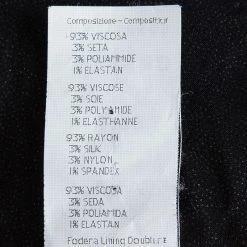 Composizione - Composition
93% VISCOSA
3% SETA
3% POLIAMMIDE
1% ELASTAN
93% VISCOSE
3% SOIE
3% POLYAMIDE
1% ELASTHANNE
93% RAYON
3% SILK
3% NYLON
1% SPANDEX
93% VISCOSA
3% SEDA
3% POLIAMIDA
1% ELASTAN
Fodera Lining Doublure